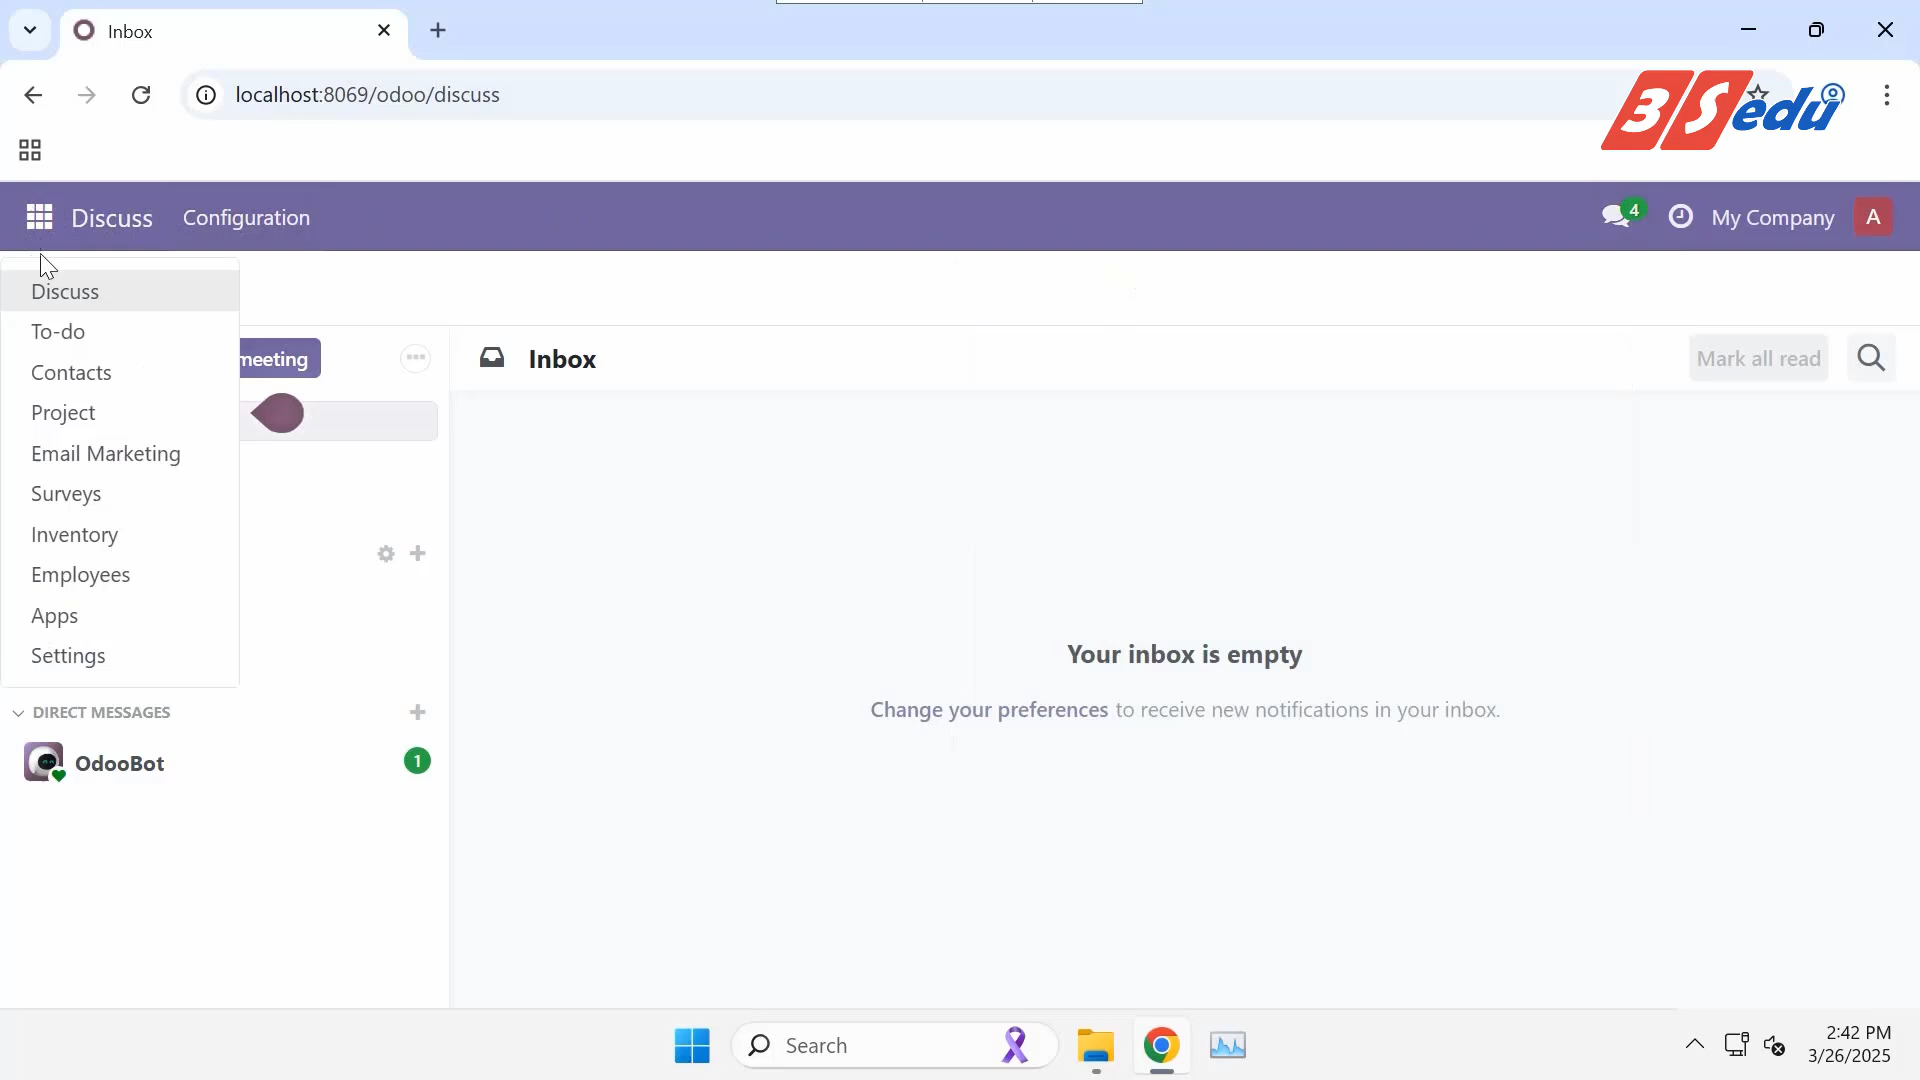 Inbox
localhost:8069/odoo/discuss
3Sedu
Discuss
Configuration
4
My Company
A
Discuss
To-do
Contacts
Project
Email Marketing
Surveys
Inventory
Employees
Apps
Settings
meeting
Inbox
Mark all read
Your inbox is empty
Change your preferences to receive new notifications in your inbox.
DIRECT MESSAGES
OdooBot
1
Search
2:42 PM
3/26/2025